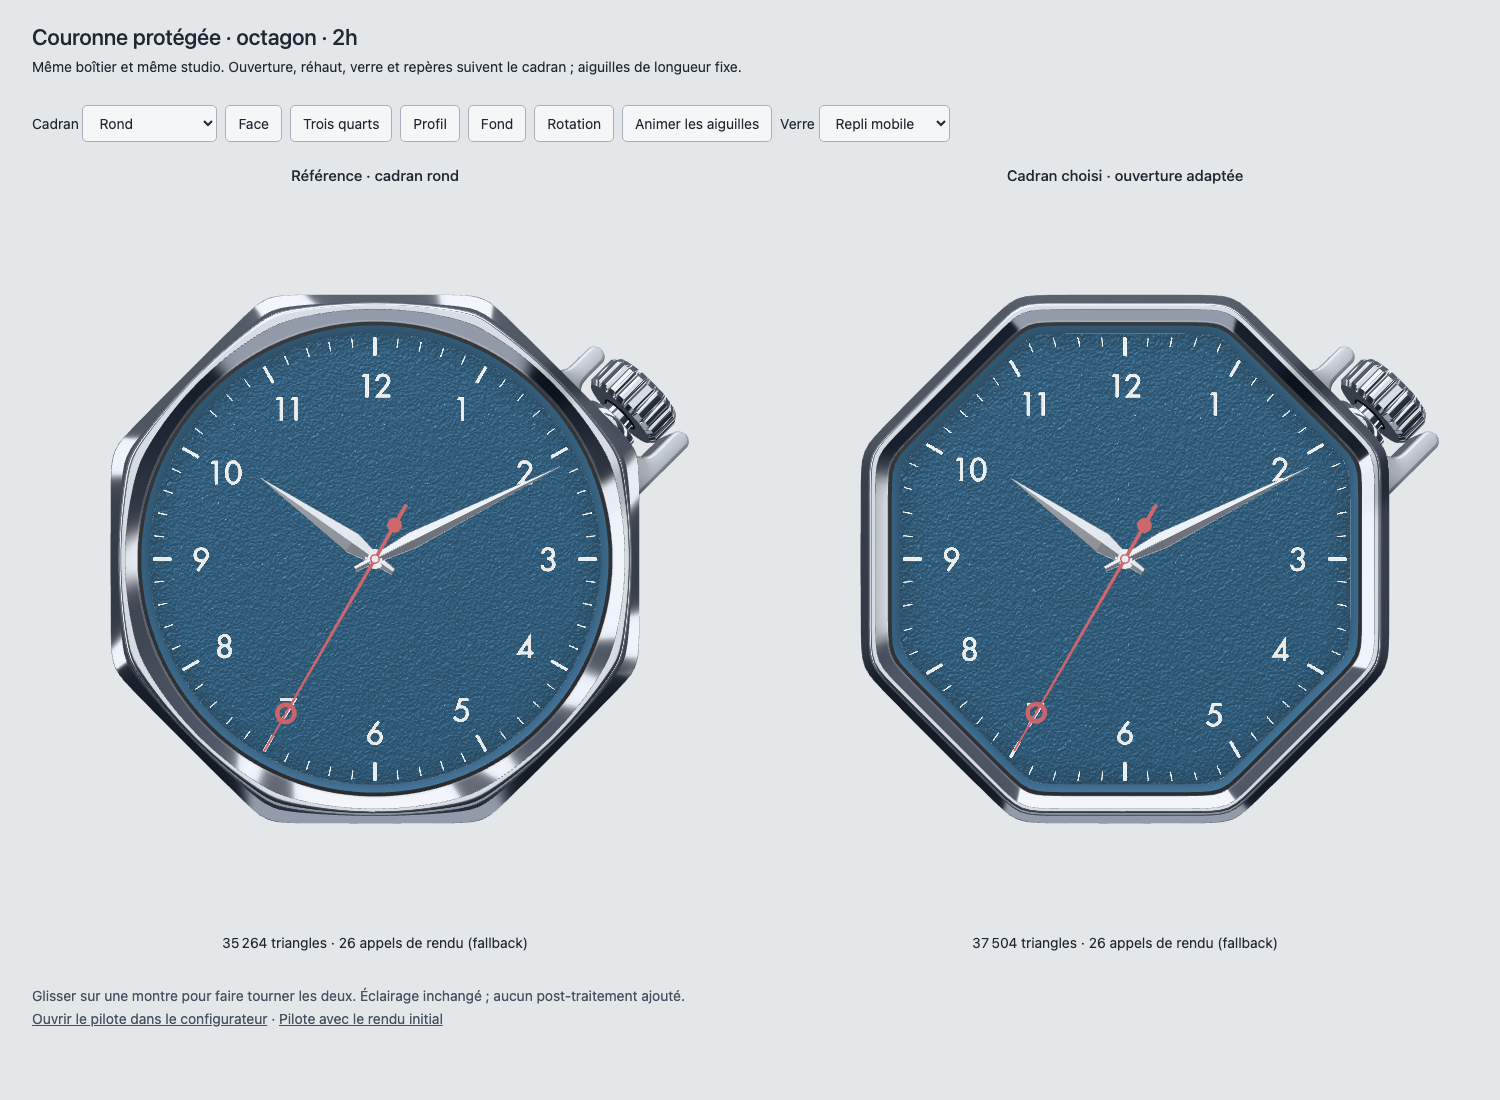 Couronne protégée · octagon · 2h
Même boîtier et même studio. Ouverture, réhaut, verre et repères suivent le cadran ; aiguilles de longueur fixe.
Cadran Rond Face Trois quarts Profil Fond Rotation Animer les aiguilles Verre Repli mobile
Référence · cadran rond
Cadran choisi · ouverture adaptée
12
11 1
10 2
9 3
8 4
7 5
6
12
11 1
10 2
9 3
8 4
5
6
35 264 triangles · 26 appels de rendu (fallback)
37 504 triangles · 26 appels de rendu (fallback)
Glisser sur une montre pour faire tourner les deux. Éclairage inchangé ; aucun post-traitement ajouté.
Ouvrir le pilote dans le configurateur · Pilote avec le rendu initial